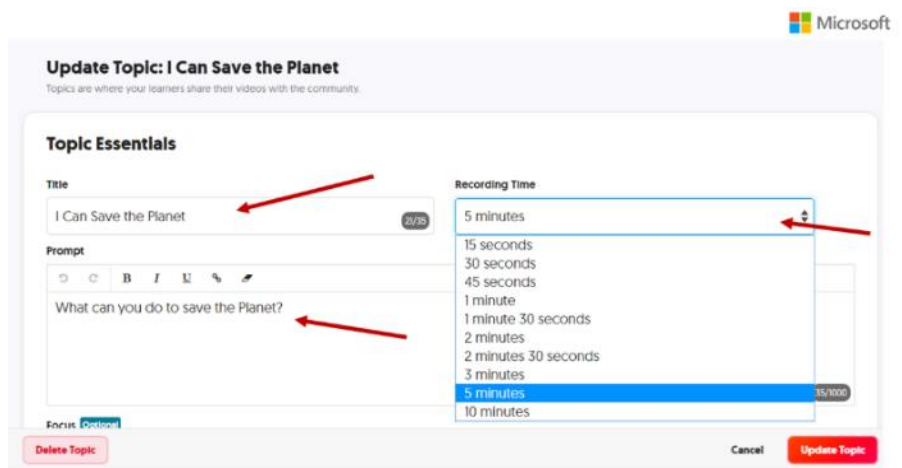 Microsoft
Update Topic: I Can Save the Planet
Topics are where your learners share their videos with the community.
Topic Essentials
Title
Recording Time
I Can Save the Planet
21/35
5 minutes
Prompt
15 seconds
30 seconds
45 seconds
1 minute
1 minute 30 seconds
2 minutes
2 minutes 30 seconds
3 minutes
5 minutes
10 minutes
B I U
What can you do to save the Planet?
35/1000
Focus Optional
Delete Topic
Cancel
Update Topic